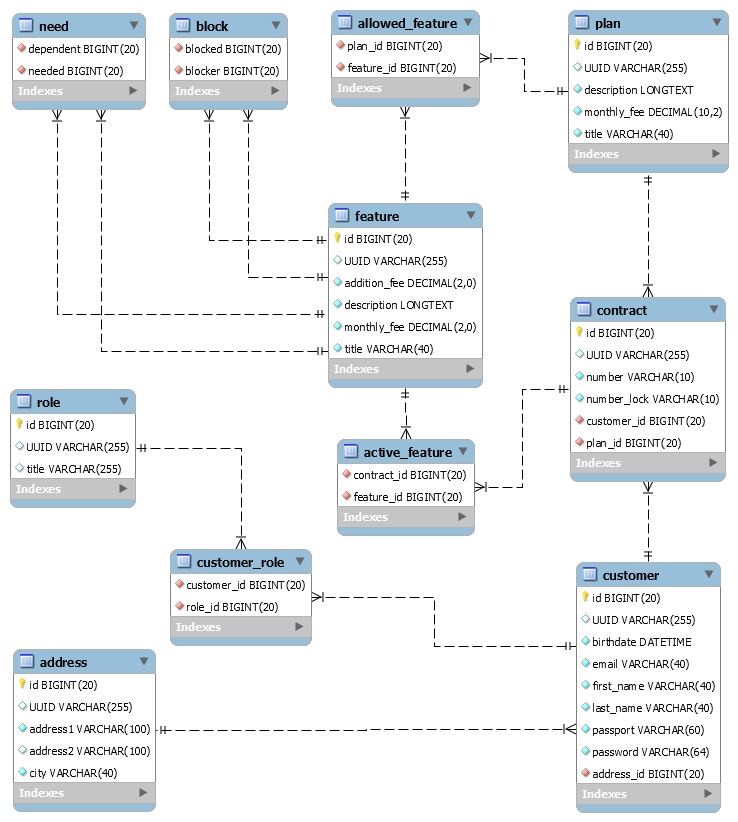 need
dependent BIGINT(20)
needed BIGINT(20)
Indexes
block
blocked BIGINT(20)
blocker BIGINT(20)
Indexes
allowed_feature
plan_id BIGINT(20)
feature_id BIGINT(20)
Indexes
plan
id BIGINT(20)
UUID VARCHAR(255)
description LONGTEXT
monthly_fee DECIMAL(10,2)
title VARCHAR(40)
Indexes
feature
id BIGINT(20)
UUID VARCHAR(255)
addition_fee DECIMAL(2,0)
description LONGTEXT
monthly_fee DECIMAL(2,0)
title VARCHAR(40)
Indexes
contract
id BIGINT(20)
UUID VARCHAR(255)
number VARCHAR(10)
number_lock VARCHAR(10)
customer_id BIGINT(20)
plan_id BIGINT(20)
Indexes
role
id BIGINT(20)
UUID VARCHAR(255)
title VARCHAR(255)
Indexes
active_feature
contract_id BIGINT(20)
feature_id BIGINT(20)
Indexes
customer_role
customer_id BIGINT(20)
role_id BIGINT(20)
Indexes
customer
id BIGINT(20)
UUID VARCHAR(255)
birthdate DATETIME
email VARCHAR(40)
first_name VARCHAR(40)
last_name VARCHAR(40)
passport VARCHAR(60)
password VARCHAR(64)
address_id BIGINT(20)
Indexes
address
id BIGINT(20)
UUID VARCHAR(255)
address1 VARCHAR(100)
address2 VARCHAR(100)
city VARCHAR(40)
Indexes